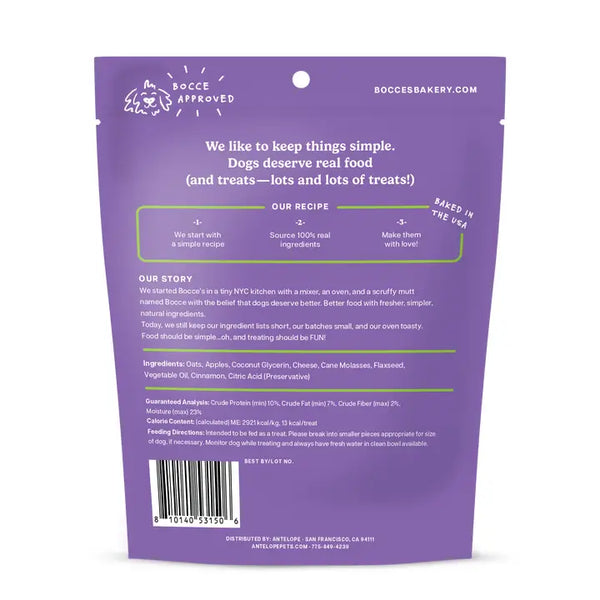 BOCCE
APPROVED
BOCCESBAKERY.COM
We like to keep things simple.
Dogs deserve real food
(and treats—lots and lots of treats!)
OUR RECIPE
BAKED IN
THE USA
-1-
We start with
a simple recipe
-2-
Source 100% real
ingredients
-3-
Make them
with love!
OUR STORY
We started Bocce's in a tiny NYC kitchen with a mixer, an oven, and a scruffy mutt
named Bocce with the belief that dogs deserve better. Better food with fresher, simpler,
natural ingredients.
Today, we still keep our ingredient lists short, our batches small, and our oven toasty.
Food should be simple...oh, and treating should be FUN!
Ingredients: Oats, Apples, Coconut Glycerin, Cheese, Cane Molasses, Flaxseed,
Vegetable Oil, Cinnamon, Citric Acid (Preservative)
Guaranteed Analysis: Crude Protein (min) 10%, Crude Fat (min) 7%, Crude Fiber (max) 2%,
Moisture (max) 23%
Calorie Content: (calculated) ME: 2921 kcal/kg, 13 kcal/treat
Feeding Directions: Intended to be fed as a treat. Please break into smaller pieces appropriate for size
of dog, if necessary. Monitor dog while treating and always have fresh water in clean bowl available.
BEST BY/LOT NO.
8 10140 53150 6
DISTRIBUTED BY: ANTELOPE · SAN FRANCISCO, CA 94111
ANTELOPEPETS.COM · 775-849-4239